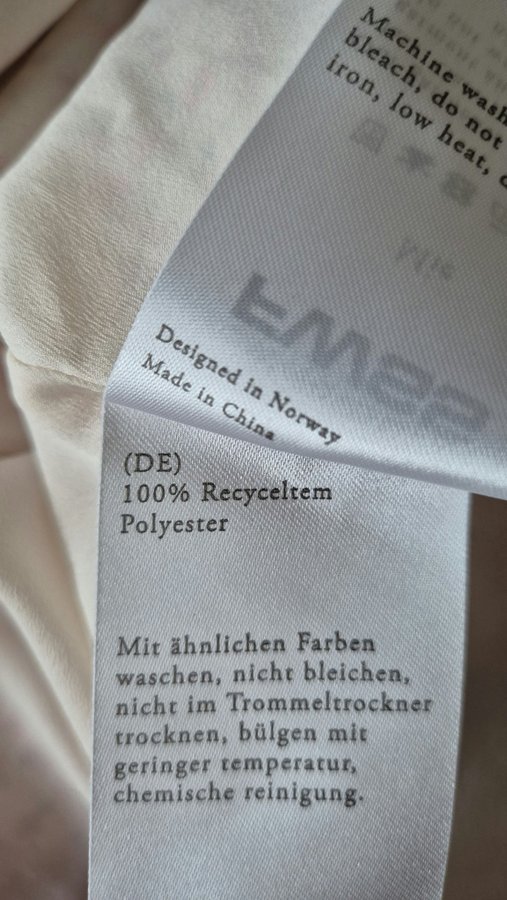 Machine wash
bleach, do not
iron, low heat,
Designed in Norway
Made in China
(DE)
100% Recyceltem
Polyester
Mit ähnlichen Farben
waschen, nicht bleichen,
nicht im Trommeltrockner
trocknen, bülgen mit
geringer temperatur,
chemische reinigung.